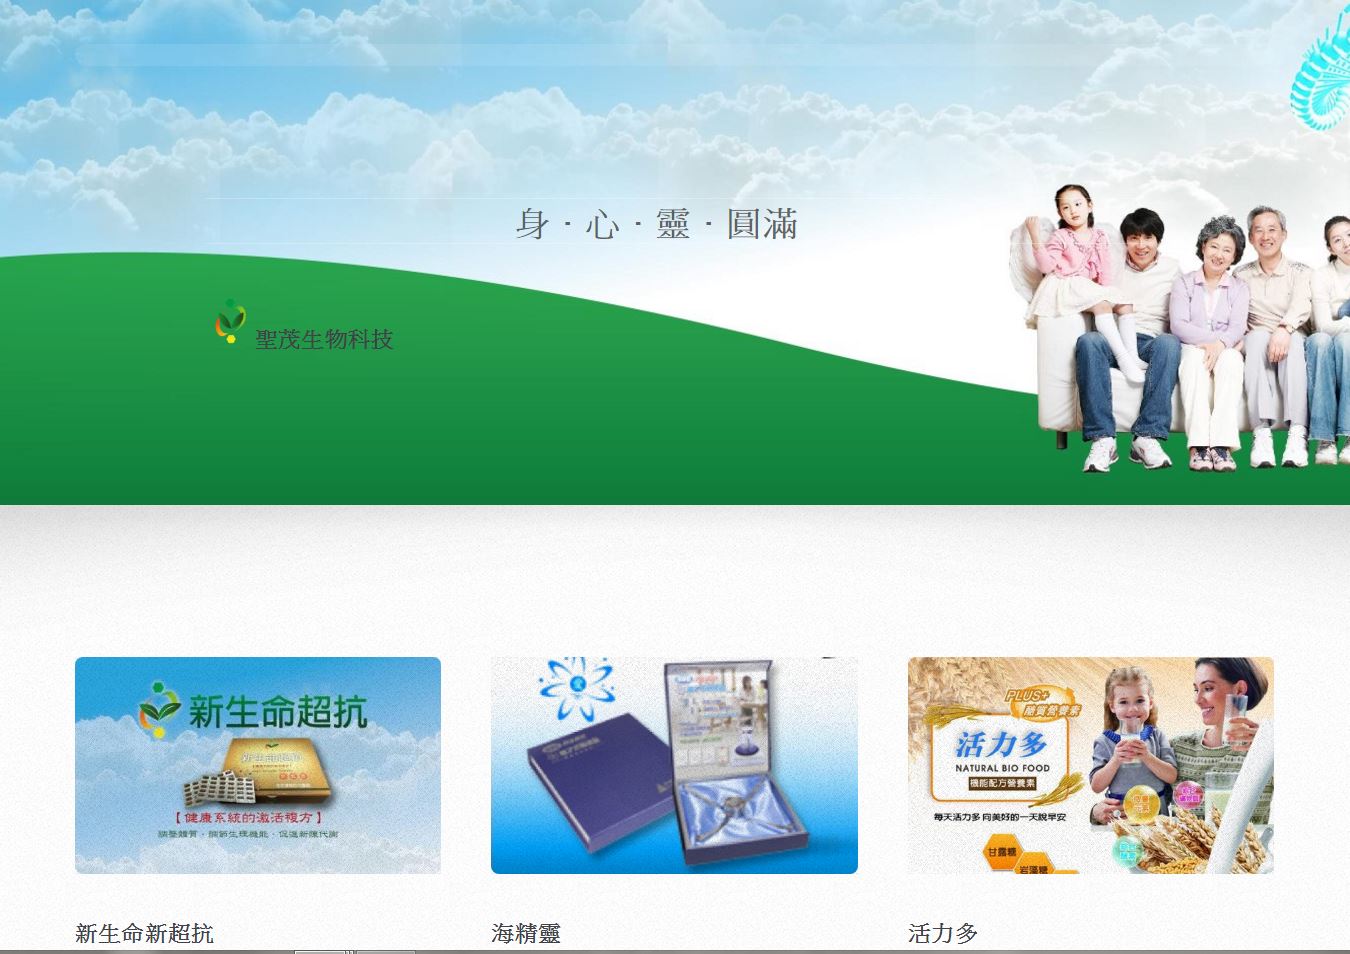 身 · 心 · 靈 · 圓滿
聖茂生物科技
新生命超抗
【健康系統的激活複方】
調整體質 · 調節生理機能 · 促進新陳代謝
PLUS+
醣質營養素
活力多
NATURAL BIO FOOD
機能配方營養素
每天活力多 向美好的一天說早安
甘露糖
岩藻糖
新生命新超抗
海精靈
活力多